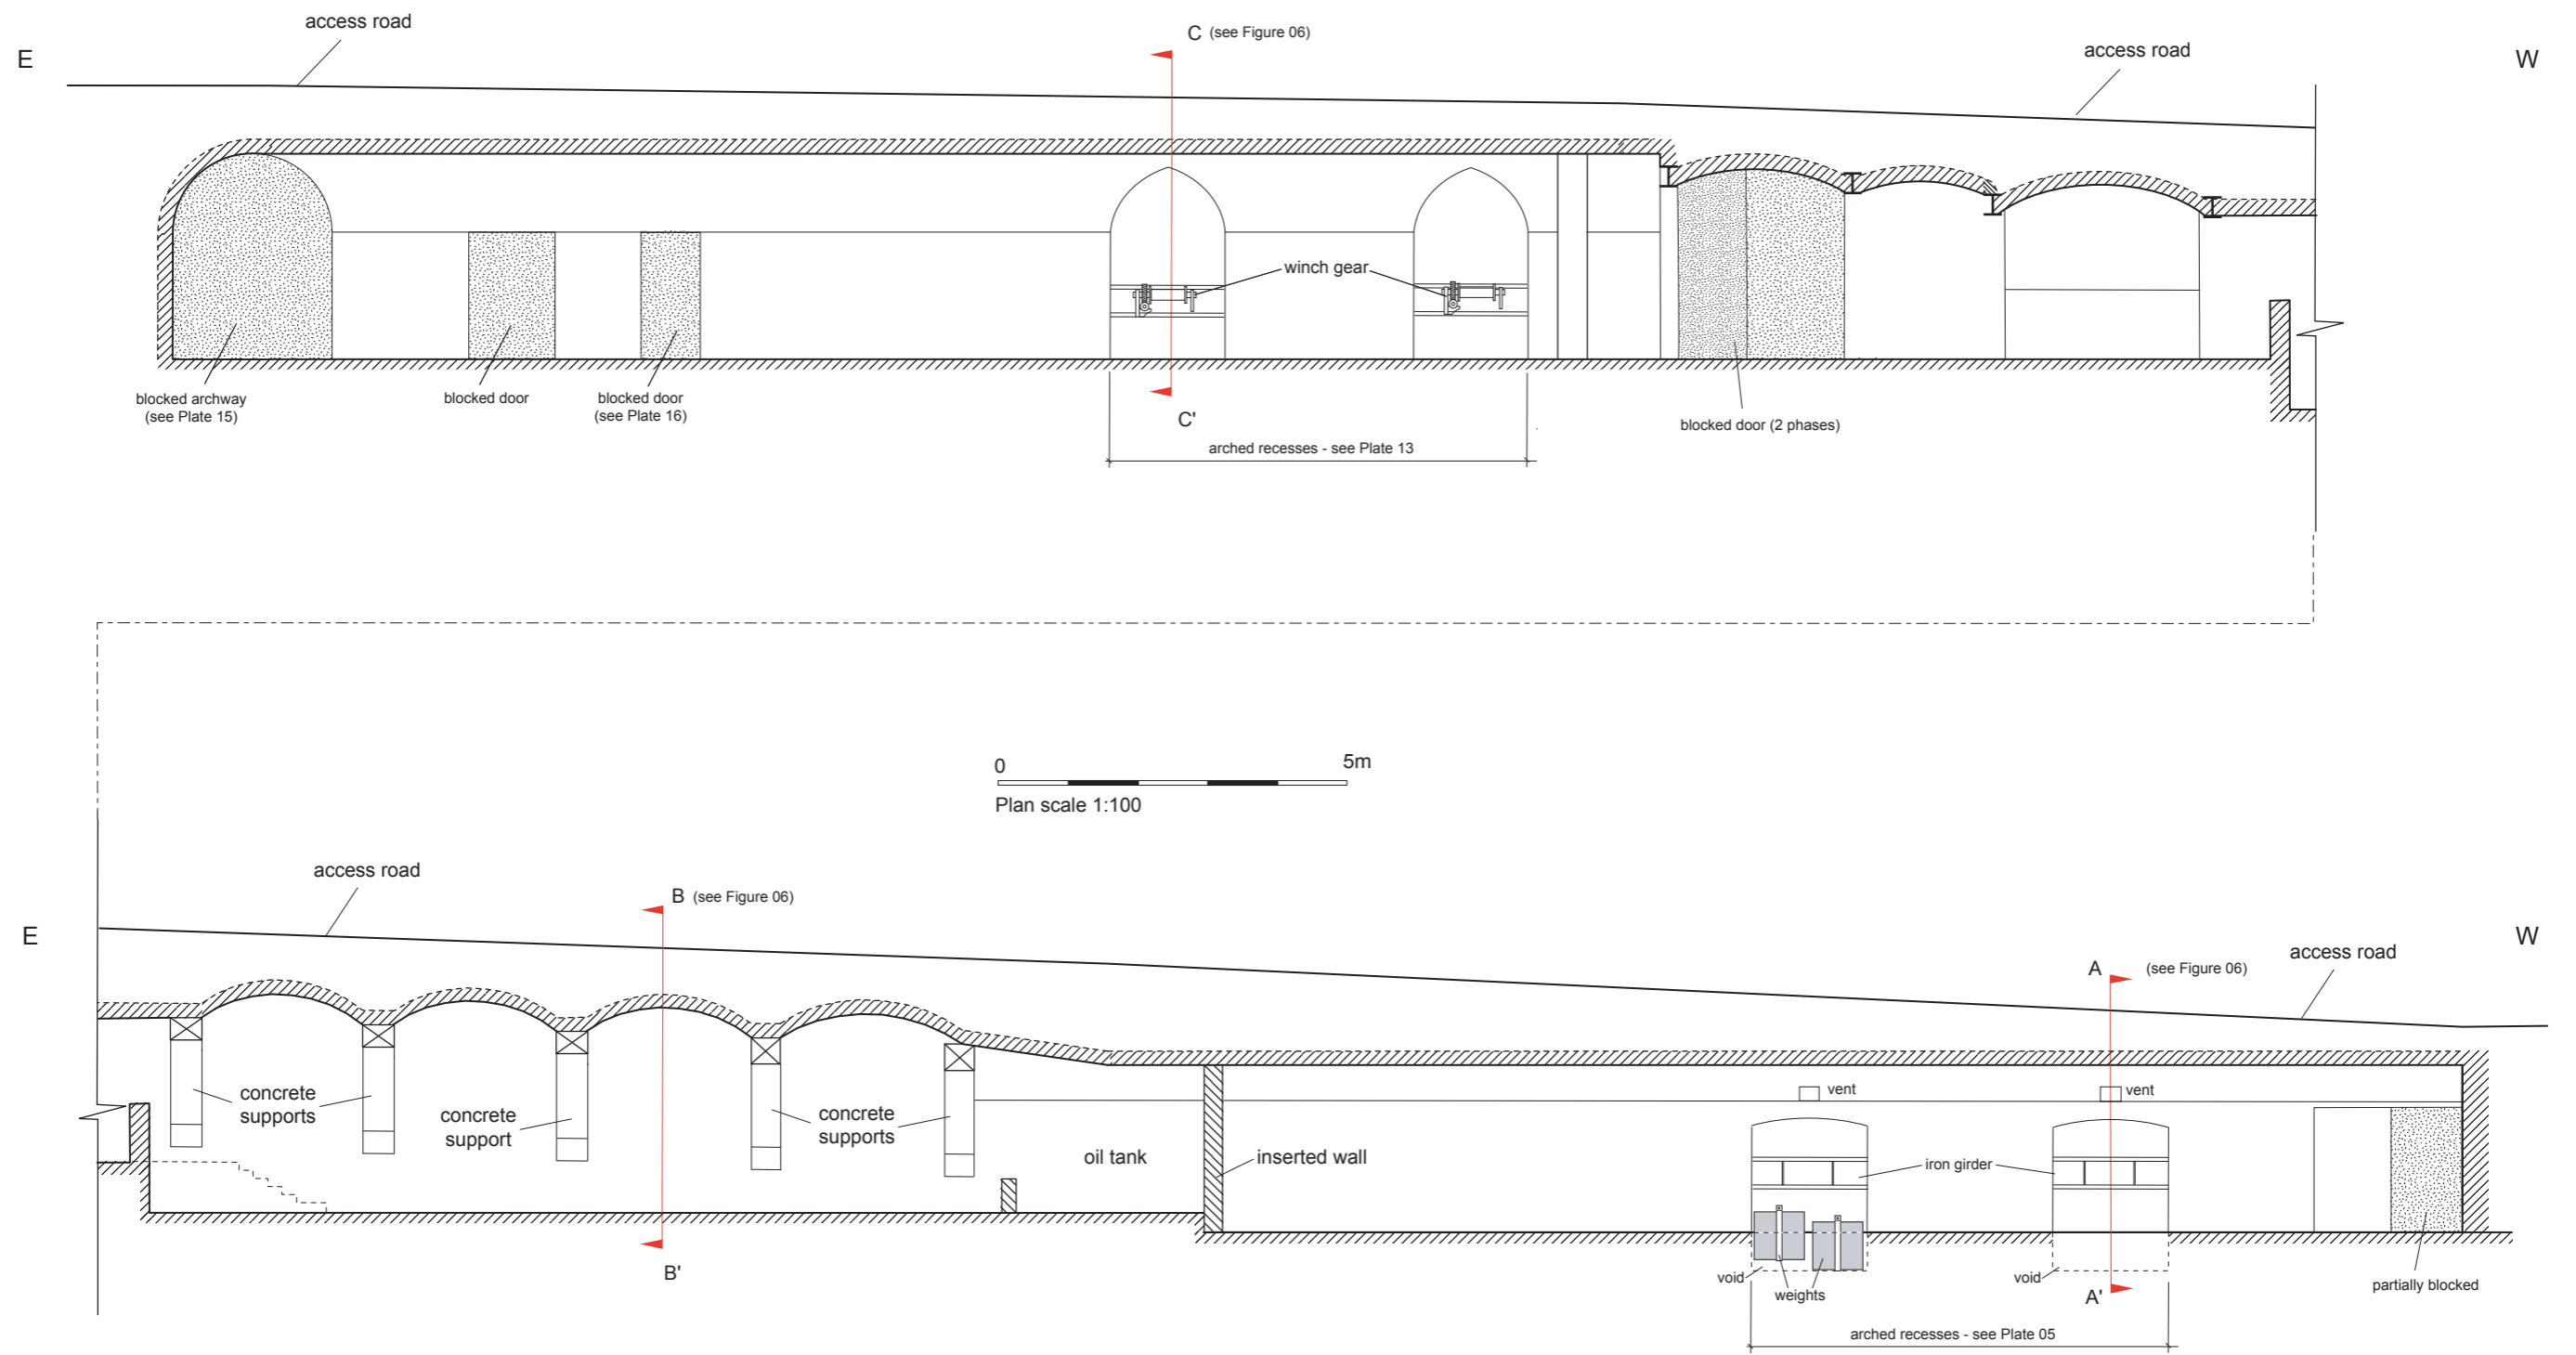 access road
C (see Figure 06)
access road
E
W
winch gear
blocked archway
(see Plate 15)
blocked door
blocked door
(see Plate 16)
C'
blocked door (2 phases)
arched recesses - see Plate 13
0
5m
Plan scale 1:100
access road
B (see Figure 06)
E
W
access road
A (see Figure 06)
concrete
supports
concrete
support
concrete
supports
vent
vent
oil tank
inserted wall
iron girder
B'
void
weights
void
A'
partially blocked
arched recesses - see Plate 05